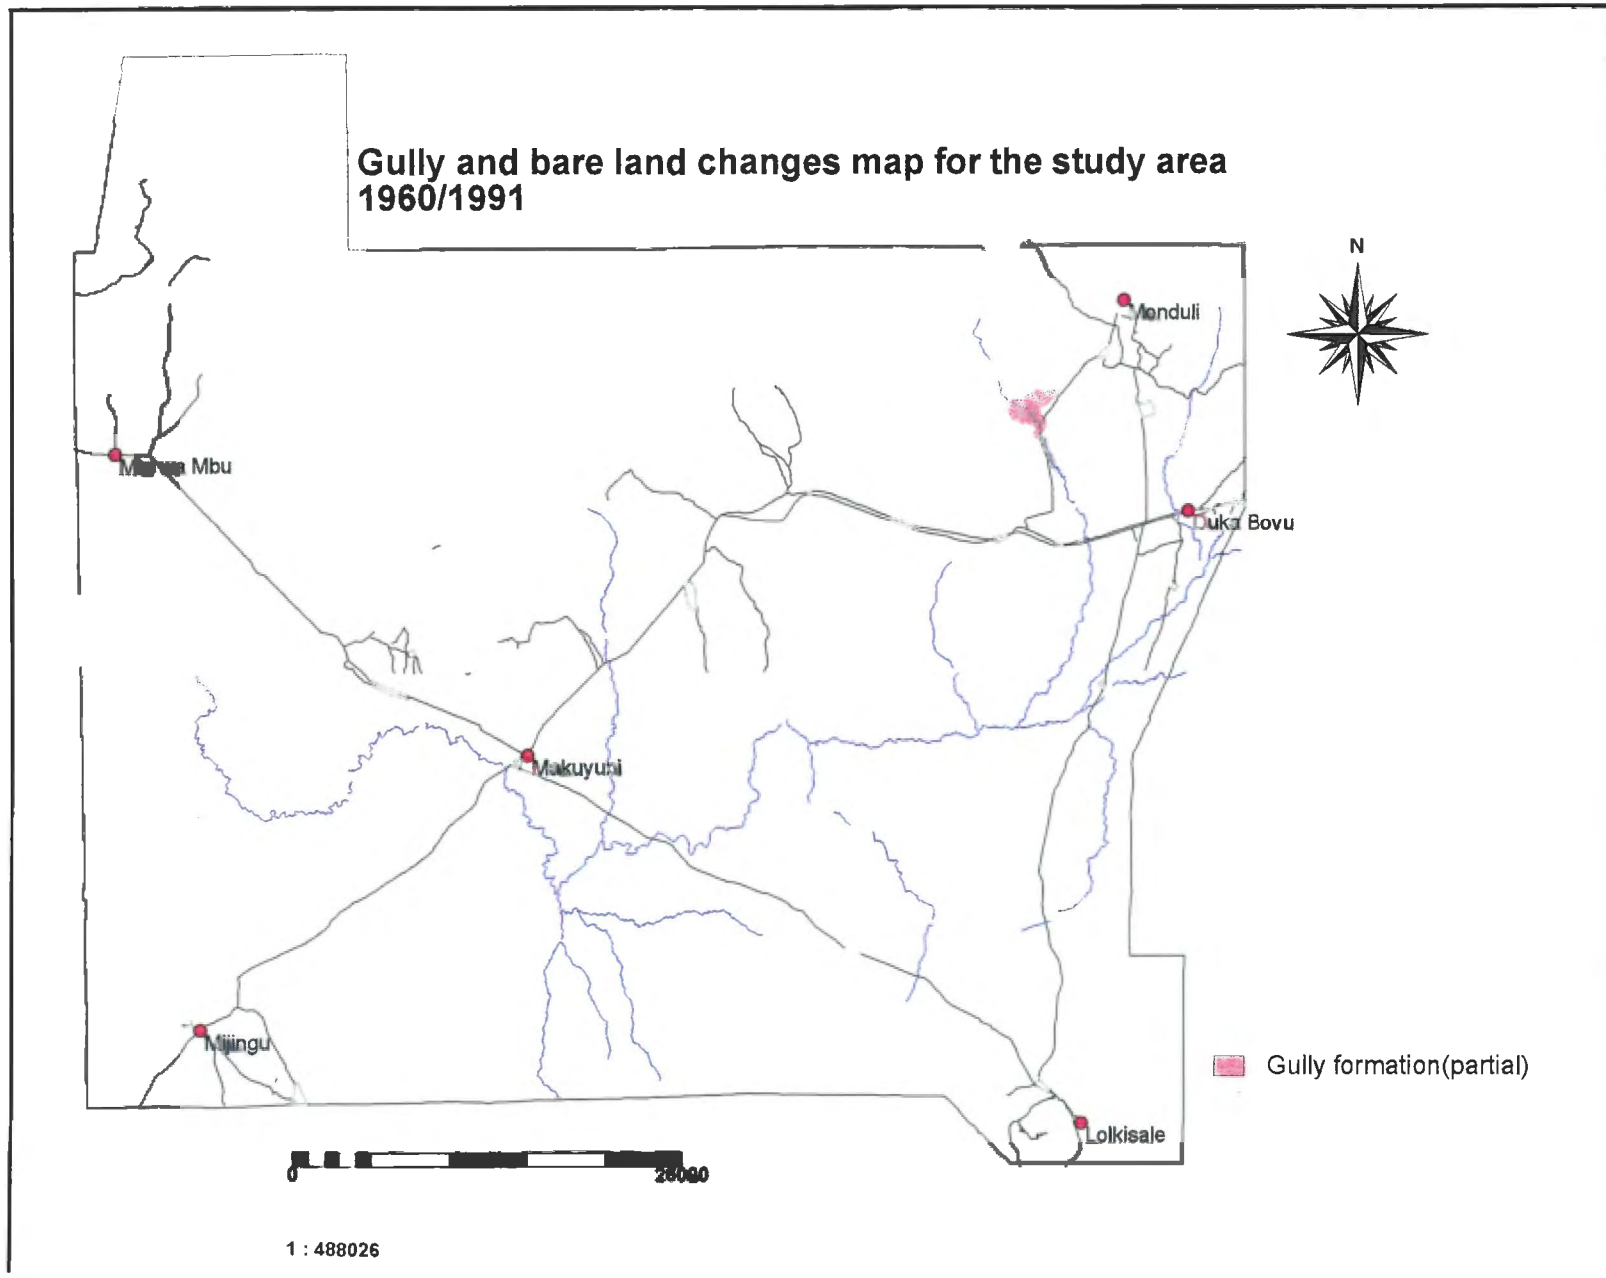 Gully and bare land changes map for the study area
1960/1991
N
Monduli
Mbu
Duka Bovu
Makuyuni
Mijingu
Gully formation(partial)
Lolkisale
0
1 : 488026